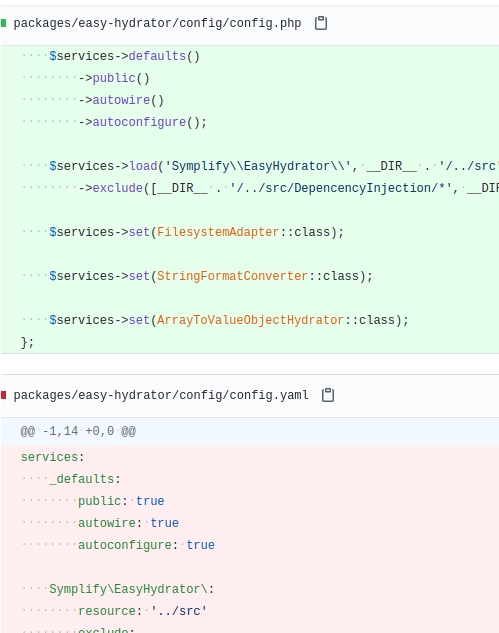 packages/easy-hydrator/config/config.php
····$services->defaults()
········->public()
········->autowire()
········->autoconfigure();
····$services->load('Symplify\\EasyHydrator\\',·__DIR__·.·'/../src'
········->exclude([__DIR__·.·'/../src/DepencencyInjection/*',·__DIR
····$services->set(FilesystemAdapter::class);
····$services->set(StringFormatConverter::class);
····$services->set(ArrayToValueObjectHydrator::class);
};
packages/easy-hydrator/config/config.yaml
@@·-1,14·+0,0·@@
services:
····_defaults:
········public:·true
········autowire:·true
········autoconfigure:·true
····Symplify\EasyHydrator\:
········resource:·'../src'
········exclude: